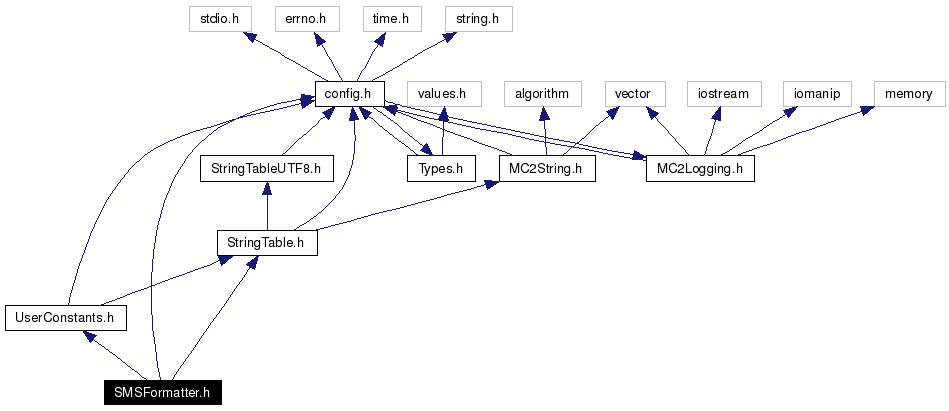 stdio.h
errno.h
time.h
string.h
config.h
values.h
algorithm
vector
iostream
iomanip
memory
StringTableUTF8.h
Types.h
MC2String.h
MC2Logging.h
StringTable.h
UserConstants.h
SMSFormatter.h